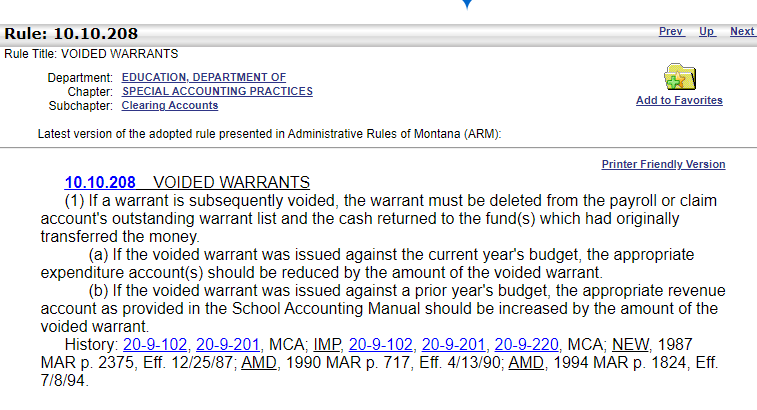 Rule: 10.10.208
Prev Up Next
Rule Title: VOIDED WARRANTS
Department: EDUCATION, DEPARTMENT OF
Chapter: SPECIAL ACCOUNTING PRACTICES
Subchapter: Clearing Accounts
Add to Favorites
Latest version of the adopted rule presented in Administrative Rules of Montana (ARM):
Printer Friendly Version
10.10.208 VOIDED WARRANTS
(1) If a warrant is subsequently voided, the warrant must be deleted from the payroll or claim
account's outstanding warrant list and the cash returned to the fund(s) which had originally
transferred the money.
(a) If the voided warrant was issued against the current year's budget, the appropriate
expenditure account(s) should be reduced by the amount of the voided warrant.
(b) If the voided warrant was issued against a prior year's budget, the appropriate revenue
account as provided in the School Accounting Manual should be increased by the amount of the
voided warrant.
History: 20-9-102, 20-9-201, MCA; IMP, 20-9-102, 20-9-201, 20-9-220, MCA; NEW, 1987
MAR p. 2375, Eff. 12/25/87; AMD, 1990 MAR p. 717, Eff. 4/13/90; AMD, 1994 MAR p. 1824, Eff.
7/8/94.